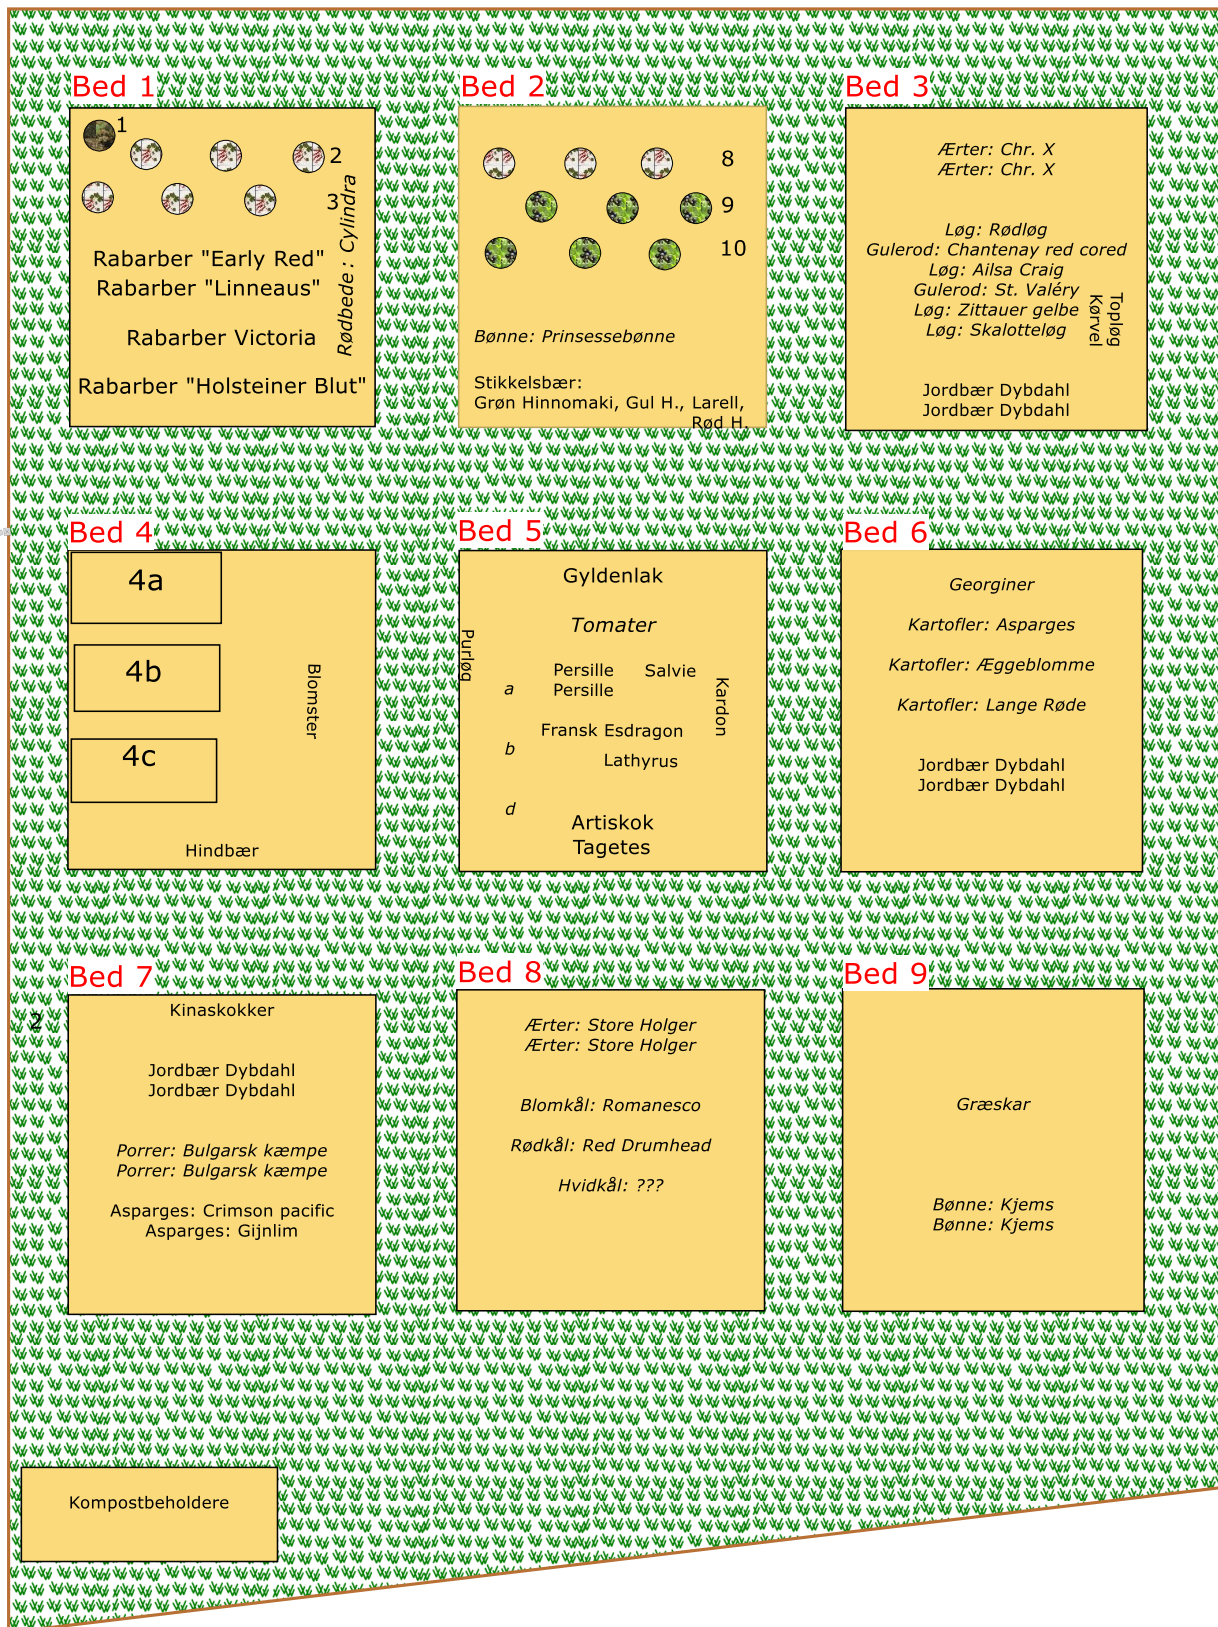 Bed 1
1
2
3
Rødbede : Cylindra
Rabarber "Early Red"
Rabarber "Linneaus"
Rabarber Victoria
Rabarber "Holsteiner Blut"
Bed 2
8
9
10
Bønne: Prinsessebønne
Stikkelsbær:
Grøn Hinnomaki, Gul H., Larell,
Rød H.
Bed 3
Ærter: Chr. X
Ærter: Chr. X
Løg: Rødløg
Gulerod: Chantenay red cored
Løg: Ailsa Craig
Gulerod: St. Valéry
Løg: Zittauer gelbe
Løg: Skalotteløg
Topløg
Kørvel
Jordbær Dybdahl
Jordbær Dybdahl
Bed 4
4a
4b
4c
Blomster
Hindbær
Bed 5
Gyldenlak
Tomater
Purløg
Persille Salvie
a Persille
Kardon
Fransk Esdragon
b
Lathyrus
d
Artiskok
Tagetes
Bed 6
Georginer
Kartofler: Asparges
Kartofler: Æggeblomme
Kartofler: Lange Røde
Jordbær Dybdahl
Jordbær Dybdahl
Bed 7
2
Kinaskokker
Jordbær Dybdahl
Jordbær Dybdahl
Porrer: Bulgarsk kæmpe
Porrer: Bulgarsk kæmpe
Asparges: Crimson pacific
Asparges: Gijnlim
Bed 8
Ærter: Store Holger
Ærter: Store Holger
Blomkål: Romanesco
Rødkål: Red Drumhead
Hvidkål: ???
Bed 9
Græskar
Bønne: Kjems
Bønne: Kjems
Kompostbeholdere